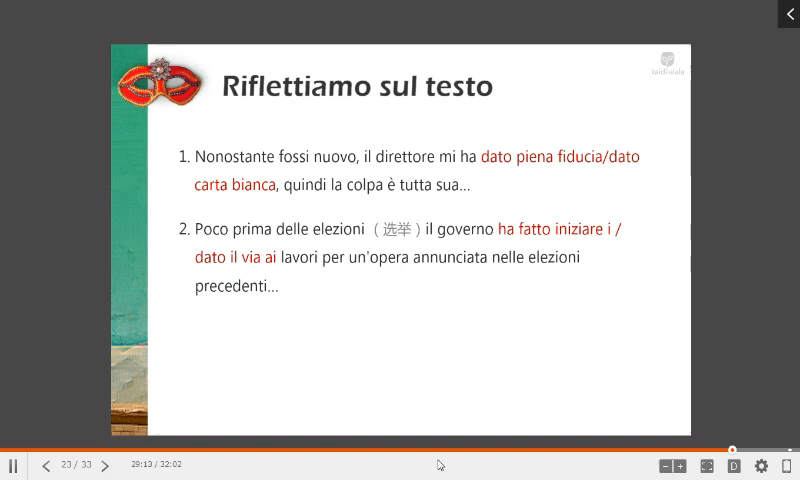 Riflettiamo sul testo
kaichilala
1. Nonostante fossi nuovo, il direttore mi ha dato piena fiducia/dato
carta bianca, quindi la colpa è tutta sua...
2. Poco prima delle elezioni （选举）il governo ha fatto iniziare i /
dato il via ai lavori per un'opera annunciata nelle elezioni
precedenti...
23 / 33
29:13 / 32:02
D